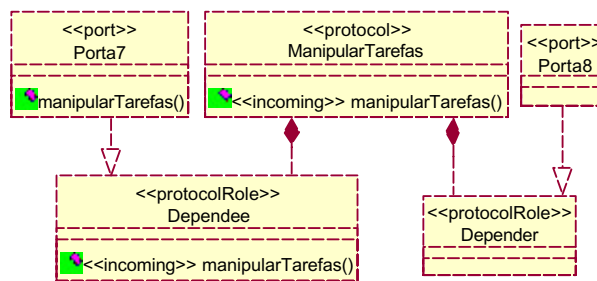 <<port>>
Porta7
manipularTarefas()
<<protocol>>
ManipularTarefas
<<incoming>> manipularTarefas()
<<port>>
Porta8
<<protocolRole>>
Dependee
<<incoming>> manipularTarefas()
<<protocolRole>>
Depender